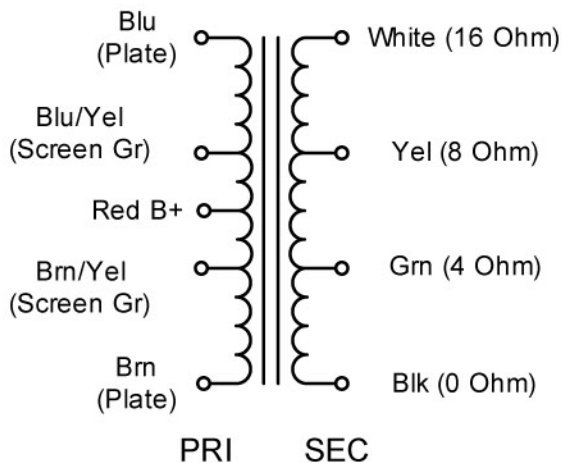 Blu
(Plate)
Blu/Yel
(Screen Gr)
Red B+
Brn/Yel
(Screen Gr)
Brn
(Plate)
White (16 Ohm)
Yel (8 Ohm)
Grn (4 Ohm)
Blk (0 Ohm)
PRI
SEC